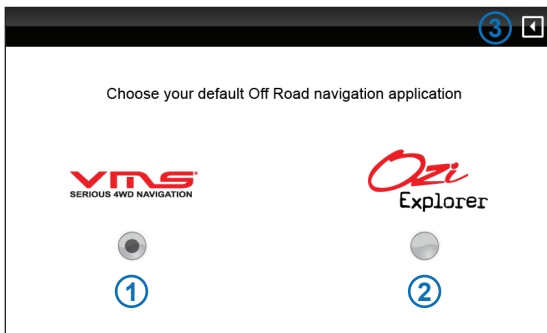 3
Choose your default Off Road navigation application
vms
SERIOUS 4WD NAVIGATION
Ozi
Explorer
1
2